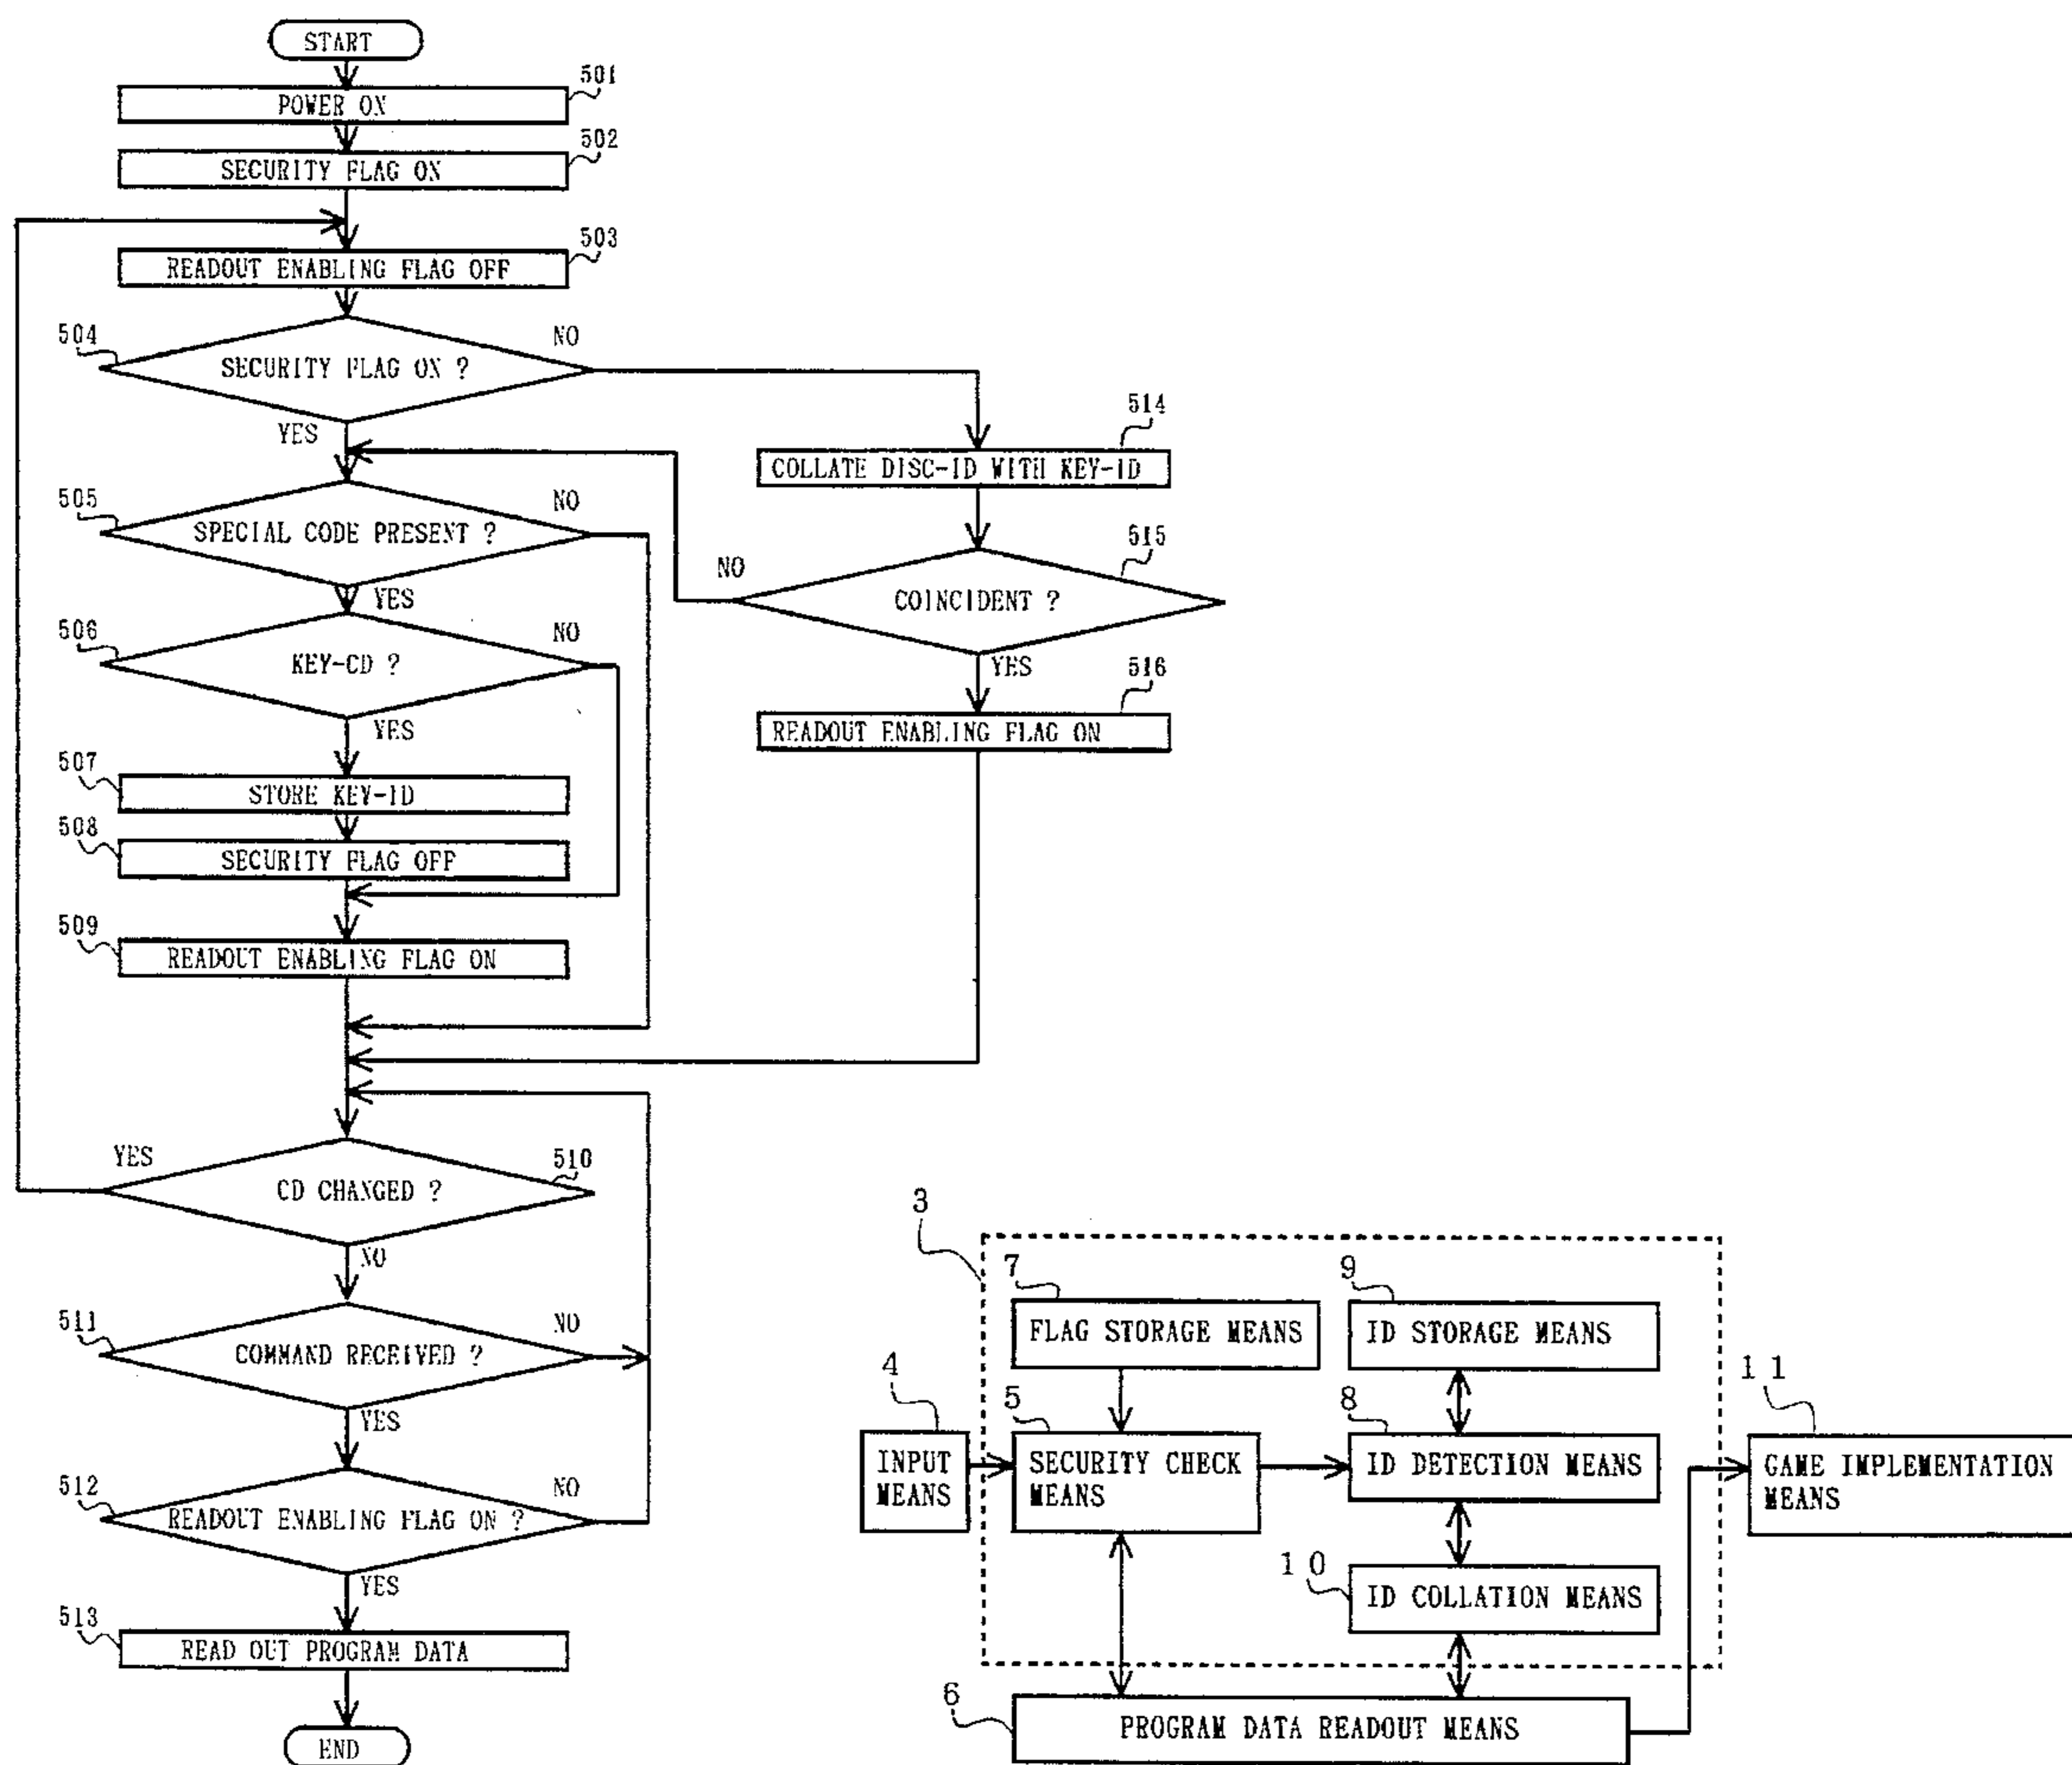 START
501
POWER ON
502
SECURITY FLAG ON
503
READOUT ENABLING FLAG OFF
504
NO
SECURITY FLAG ON ?
YES
514
COLLATE DISC-ID WITH KEY-ID
505
NO
SPECIAL CODE PRESENT ?
YES
515
NO
COINCIDENT ?
YES
506
NO
KEY-CD ?
YES
516
READOUT ENABLING FLAG ON
507
STORE KEY-ID
508
SECURITY FLAG OFF
509
READOUT ENABLING FLAG ON
YES
510
CD CHANGED ?
NO
511
NO
COMMAND RECEIVED ?
YES
512
NO
READOUT ENABLING FLAG ON ?
YES
513
READ OUT PROGRAM DATA
END
3
7
FLAG STORAGE MEANS
9
ID STORAGE MEANS
4
INPUT
MEANS
5
SECURITY CHECK
MEANS
8
ID DETECTION MEANS
11
GAME IMPLEMENTATION
MEANS
10
ID COLLATION MEANS
6
PROGRAM DATA READOUT MEANS